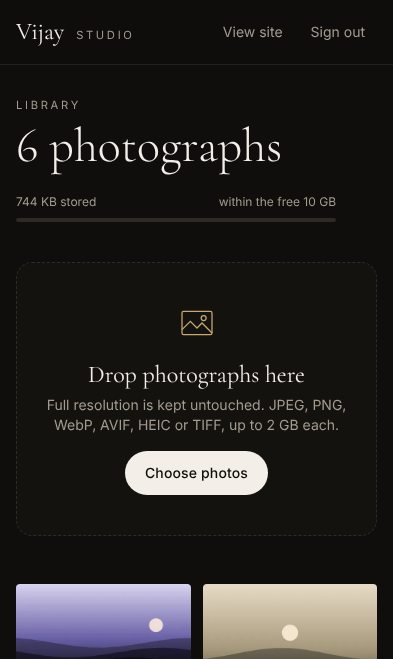 Vijay STUDIO View site Sign out
LIBRARY
6 photographs
744 KB stored within the free 10 GB
Drop photographs here
Full resolution is kept untouched. JPEG, PNG,
WebP, AVIF, HEIC or TIFF, up to 2 GB each.
Choose photos